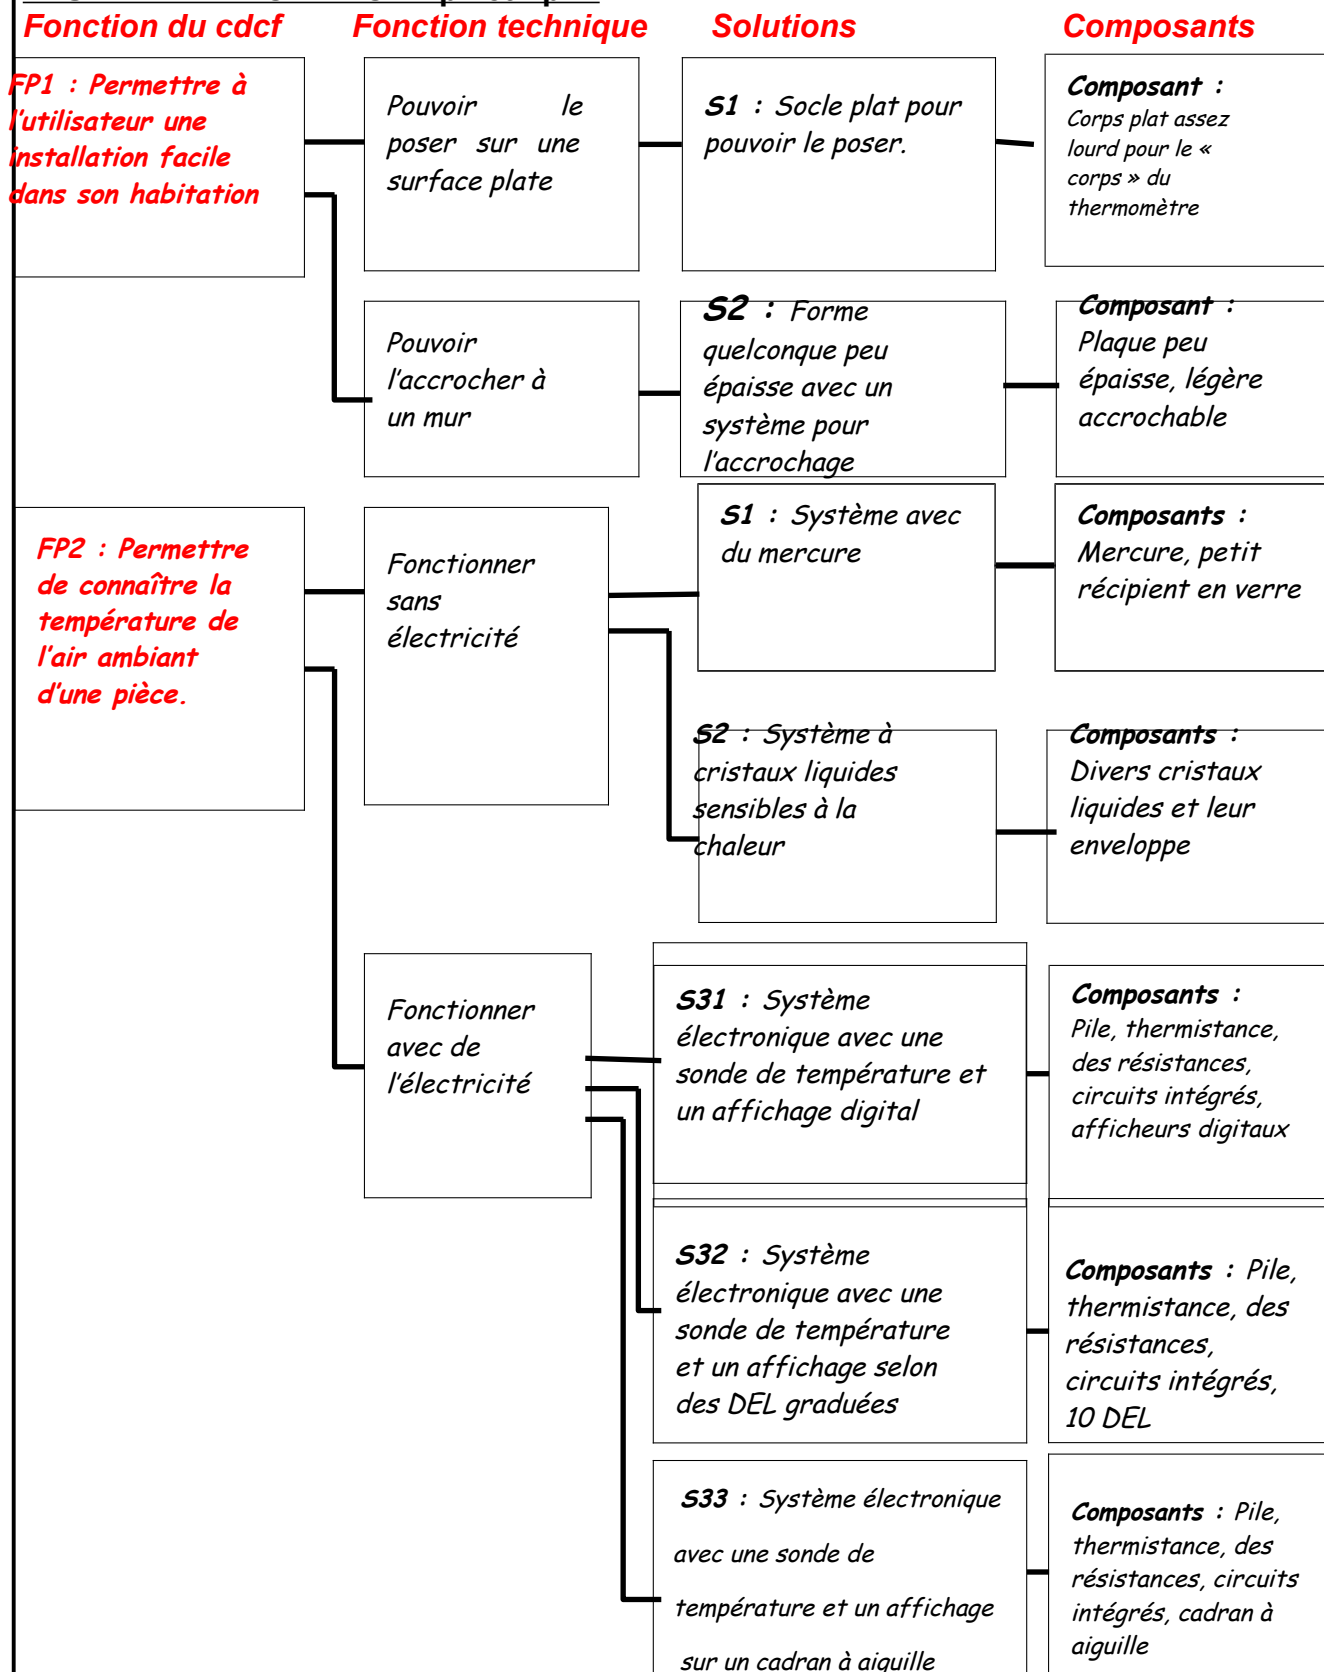 Fonction du cdcf
Fonction technique
Solutions
Composants
FP1 : Permettre à
l'utilisateur une
installation facile
dans son habitation
Pouvoir le
poser sur une
surface plate
S1 : Socle plat pour
pouvoir le poser.
Composant :
Corps plat assez
lourd pour le «
corps » du
thermomètre
Pouvoir
l'accrocher à
un mur
S2 : Forme
quelconque peu
épaisse avec un
système pour
l'accrochage
Composant :
Plaque peu
épaisse, légère
accrochable
FP2 : Permettre
de connaître la
température de
l'air ambiant
d'une pièce.
Fonctionner
sans
électricité
S1 : Système avec
du mercure
Composants :
Mercure, petit
récipient en verre
S2 : Système à
cristaux liquides
sensibles à la
chaleur
Composants :
Divers cristaux
liquides et leur
enveloppe
Fonctionner
avec de
l'électricité
S31 : Système
électronique avec une
sonde de température et
un affichage digital
Composants :
Pile, thermistance,
des résistances,
circuits intégrés,
afficheurs digitaux
S32 : Système
électronique avec une
sonde de température
et un affichage selon
des DEL graduées
Composants : Pile,
thermistance, des
résistances,
circuits intégrés,
10 DEL
S33 : Système électronique
avec une sonde de
température et un affichage
sur un cadran à aiguille
Composants : Pile,
thermistance, des
résistances, circuits
intégrés, cadran à
aiguille